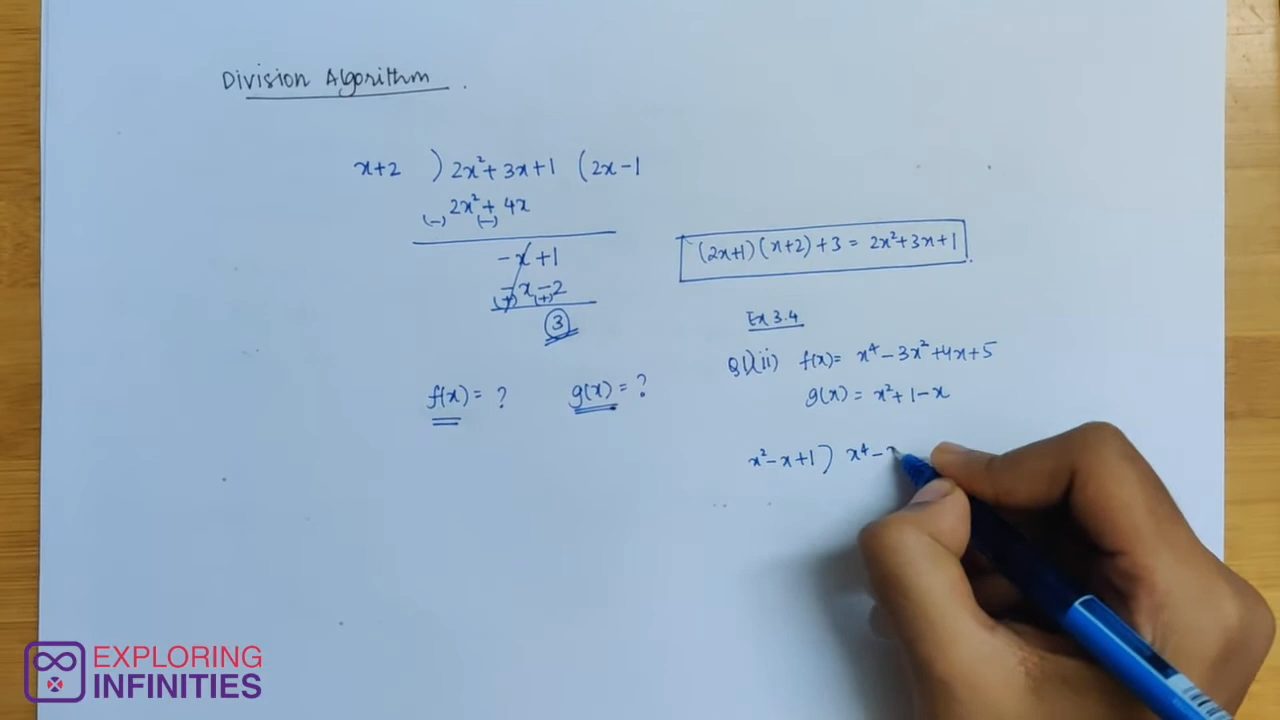 Division Algorithm .
x+2 ) 2x²+3x+1 ( 2x-1
2x²+4x
(-) (-)
-x+1
-x-2
(+) (+)
3
(2x+1)(x+2)+3 = 2x²+3x+1 .
Ex 3.4
Q1)(ii) f(x)= x⁴-3x²+4x+5
g(x) = x²+1-x
f(x) = ? g(x) = ?
x²-x+1 ) x⁴-
EXPLORING
INFINITIES